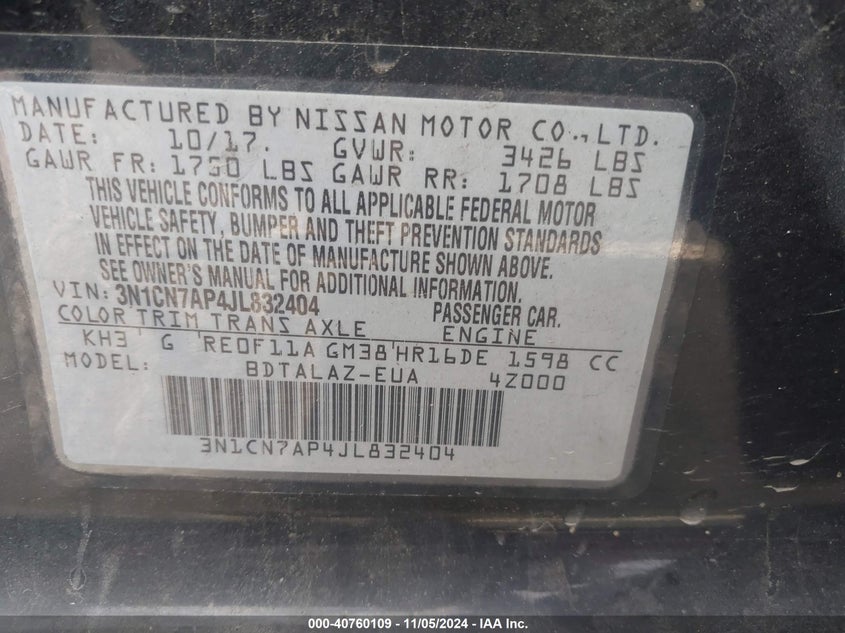 MANUFACTURED BY NISSAN MOTOR CO., LTD.
DATE: 10/17. GVWR: 3426 LBS
GAWR FR: 1750 LBS GAWR RR: 1708 LBS
THIS VEHICLE CONFORMS TO ALL APPLICABLE FEDERAL MOTOR
VEHICLE SAFETY, BUMPER AND THEFT PREVENTION STANDARDS
IN EFFECT ON THE DATE OF MANUFACTURE SHOWN ABOVE.
SEE OWNER'S MANUAL FOR ADDITIONAL INFORMATION.
VIN: 3N1CN7AP4JL832404 PASSENGER CAR.
COLOR TRIM TRANS AXLE ENGINE
KH3 G RE0F11A GM38 HR16DE 1598 CC
MODEL: BDTALAZ-EUA 4Z000
3N1CN7AP4JL832404
000-40760109 - 11/05/2024 - IAA Inc.